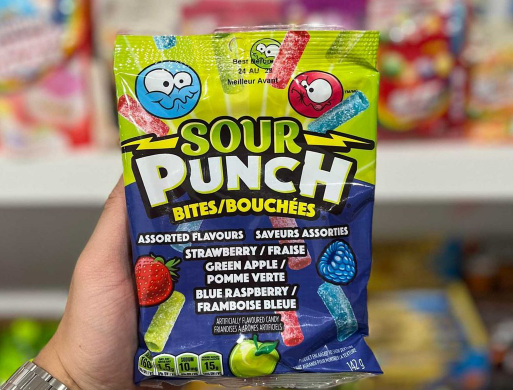 Best Before
24 AU 29
Meilleur Avant
SOUR
PUNCH
BITES/BOUCHÉES
ASSORTED FLAVOURS SAVEURS ASSORTIES
STRAWBERRY / FRAISE
GREEN APPLE /
POMME VERTE
BLUE RASPBERRY /
FRAMBOISE BLEUE
ARTIFICIALLY FLAVOURED CANDY
FRIANDISES AROMES ARTIFICIELS
142 g